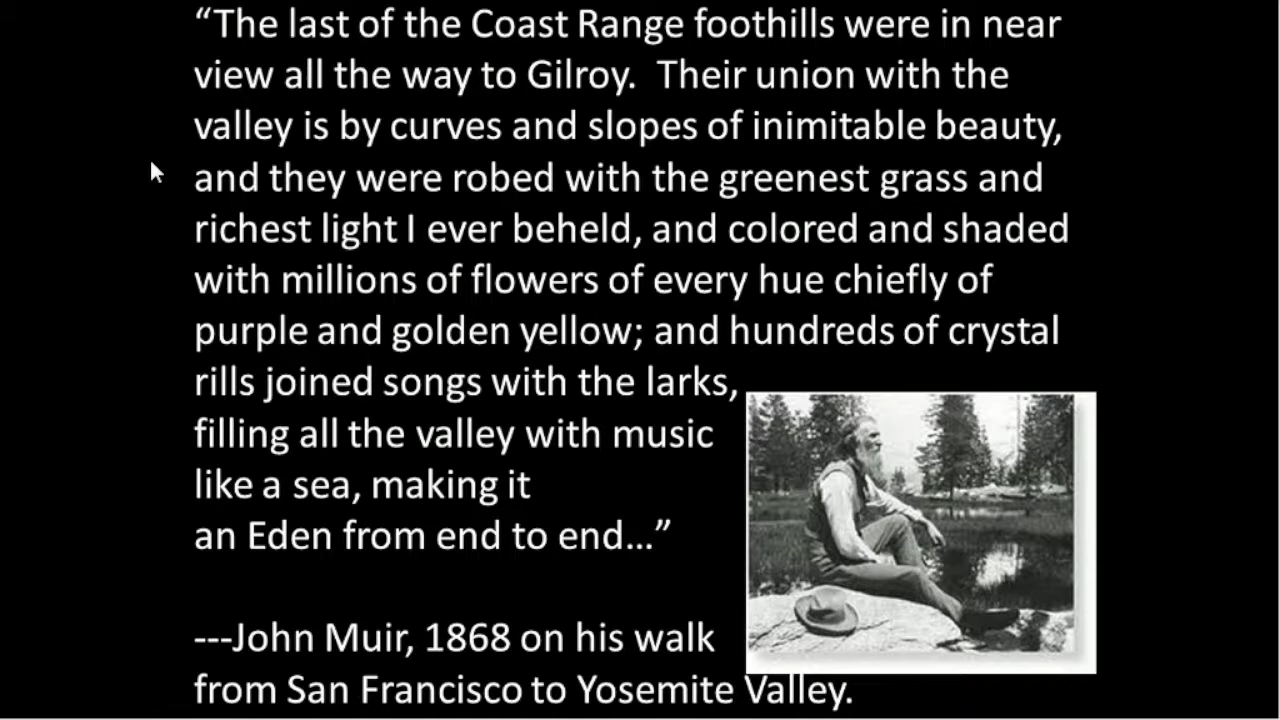 “The last of the Coast Range foothills were in near
view all the way to Gilroy.  Their union with the
valley is by curves and slopes of inimitable beauty,
and they were robed with the greenest grass and
richest light I ever beheld, and colored and shaded
with millions of flowers of every hue chiefly of
purple and golden yellow; and hundreds of crystal
rills joined songs with the larks,
filling all the valley with music
like a sea, making it
an Eden from end to end…”
---John Muir, 1868 on his walk
from San Francisco to Yosemite Valley.